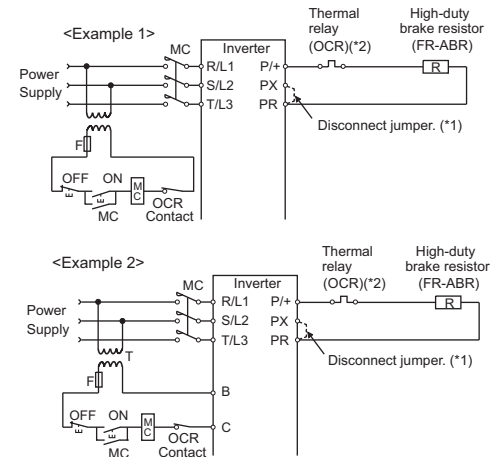 <Example 1>
Thermal relay (OCR)(*2)
High-duty brake resistor (FR-ABR)
MC
Inverter
Power Supply
R/L1
P/+
R
S/L2
PX
T/L3
PR
Disconnect jumper. (*1)
F
OFF
ON
MC
MC
OCR Contact
<Example 2>
Thermal relay (OCR)(*2)
High-duty brake resistor (FR-ABR)
MC
Inverter
Power Supply
R/L1
P/+
R
S/L2
PX
T/L3
PR
Disconnect jumper. (*1)
T
F
B
OFF
ON
MC
C
MC
OCR Contact